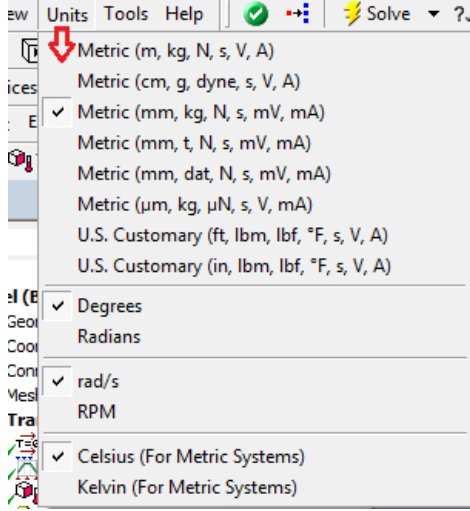 Units Tools Help Solve
Metric (m, kg, N, s, V, A)
Metric (cm, g, dyne, s, V, A)
Metric (mm, kg, N, s, mV, mA)
Metric (mm, t, N, s, mV, mA)
Metric (mm, dat, N, s, mV, mA)
Metric (µm, kg, µN, s, V, mA)
U.S. Customary (ft, lbm, lbf, °F, s, V, A)
U.S. Customary (in, lbm, lbf, °F, s, V, A)
Degrees
Radians
rad/s
RPM
Celsius (For Metric Systems)
Kelvin (For Metric Systems)